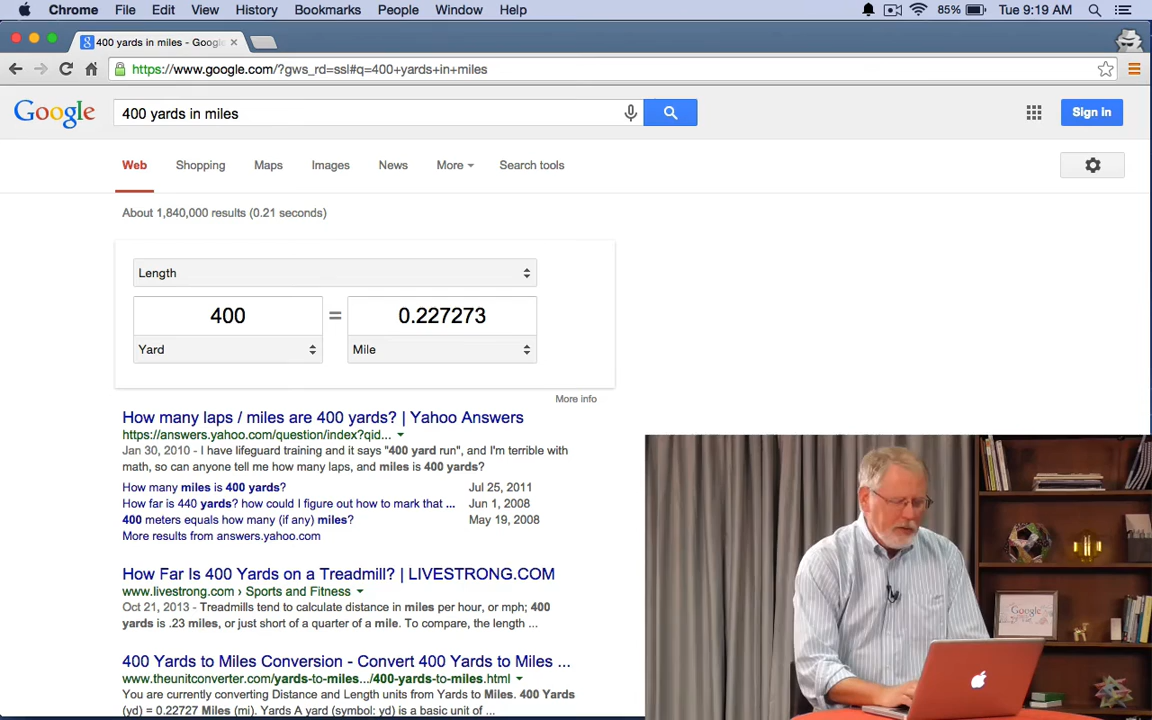 Chrome File Edit View History Bookmarks People Window Help 85% Tue 9:19 AM
400 yards in miles - Google
https://www.google.com/?gws_rd=ssl#q=400+yards+in+miles
Google 400 yards in miles Sign in
Web Shopping Maps Images News More Search tools
About 1,840,000 results (0.21 seconds)
Length
400 = 0.227273
Yard Mile
More info
How many laps / miles are 400 yards? | Yahoo Answers
https://answers.yahoo.com/question/index?qid...
Jan 30, 2010 - I have lifeguard training and it says "400 yard run", and I'm terrible with
math, so can anyone tell me how many laps, and miles is 400 yards?
How many miles is 400 yards? Jul 25, 2011
How far is 440 yards? how could I figure out how to mark that ... Jun 1, 2008
400 meters equals how many (if any) miles? May 19, 2008
More results from answers.yahoo.com
How Far Is 400 Yards on a Treadmill? | LIVESTRONG.COM
www.livestrong.com › Sports and Fitness
Oct 21, 2013 - Treadmills tend to calculate distance in miles per hour, or mph; 400
yards is .23 miles, or just short of a quarter of a mile. To compare, the length ...
400 Yards to Miles Conversion - Convert 400 Yards to Miles ...
www.theunitconverter.com/yards-to-miles.../400-yards-to-miles.html
You are currently converting Distance and Length units from Yards to Miles. 400 Yards
(yd) = 0.22727 Miles (mi). Yards A yard (symbol: yd) is a basic unit of ...
Google